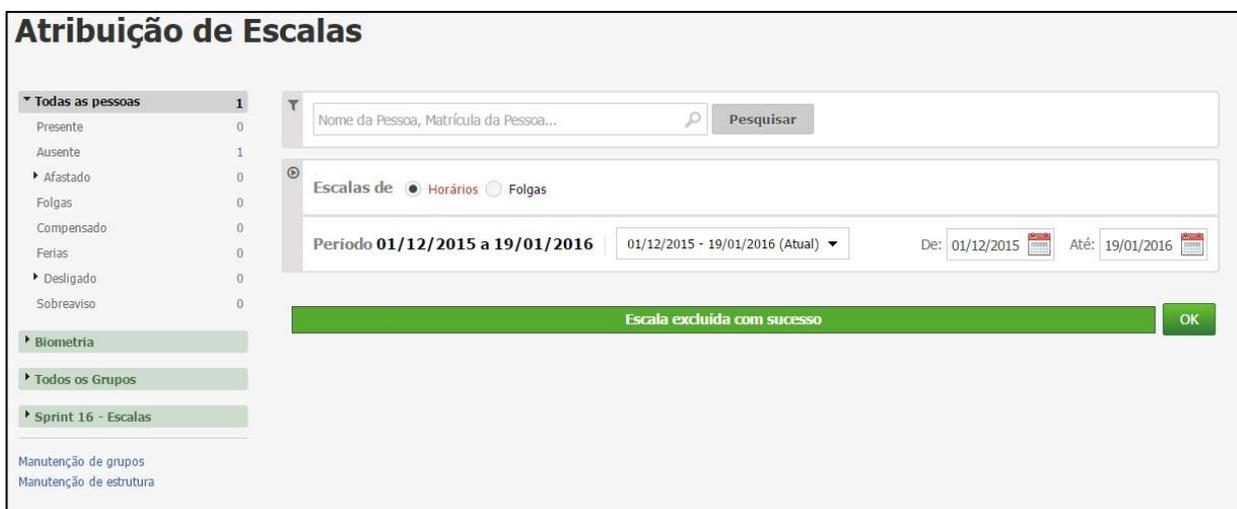 Atribuição de Escalas
Todas as pessoas 1
Presente 0
Ausente 1
Afastado 0
Folgas 0
Compensado 0
Ferias 0
Desligado 0
Sobreaviso 0
Biometria
Todos os Grupos
Sprint 16 - Escalas
Manutenção de grupos
Manutenção de estrutura
Nome da Pessoa, Matrícula da Pessoa... Pesquisar
Escalas de Horários Folgas
Período 01/12/2015 a 19/01/2016 01/12/2015 - 19/01/2016 (Atual) De: 01/12/2015 Até: 19/01/2016
Escala excluída com sucesso OK